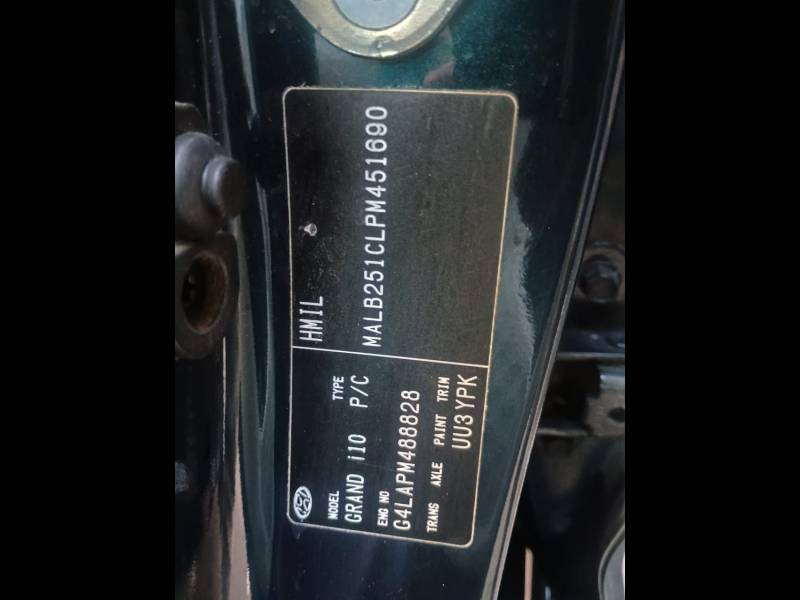 HMIL
MALB251CLPM451690
MODEL TYPE
GRAND i10 P/C
ENG NO
G4LAPM488828
TRANS AXLE PAINT TRIM
UU3 YPK